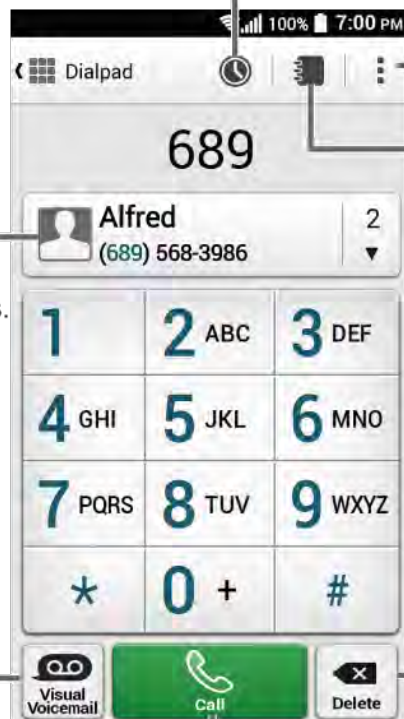 100% 7:00 PM
Dialpad
689
Alfred 2
(689) 568-3986
s.
1 2 ABC 3 DEF
4 GHI 5 JKL 6 MNO
7 PQRS 8 TUV 9 WXYZ
* 0 + #
Visual Voicemail Call Delete